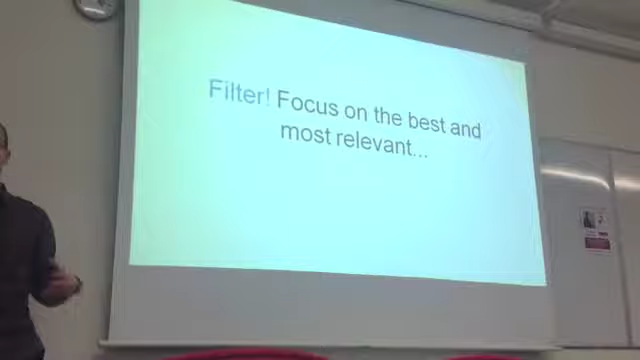 Filter! Focus on the best and
most relevant...